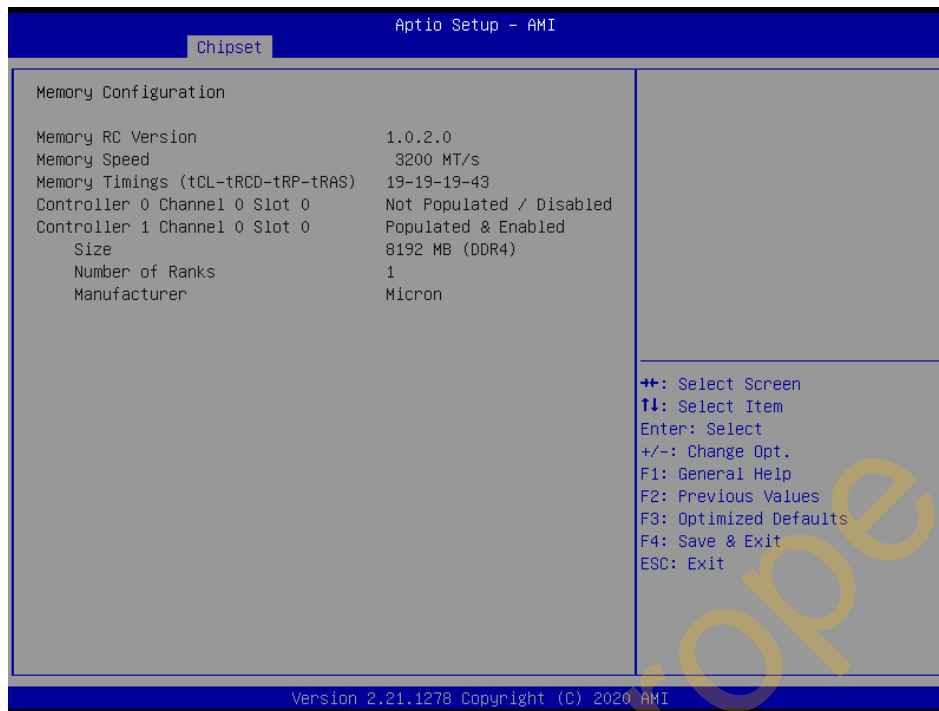 Aptio Setup – AMI
Chipset
Memory Configuration
Memory RC Version 1.0.2.0
Memory Speed 3200 MT/s
Memory Timings (tCL-tRCD-tRP-tRAS) 19-19-19-43
Controller 0 Channel 0 Slot 0 Not Populated / Disabled
Controller 1 Channel 0 Slot 0 Populated & Enabled
Size 8192 MB (DDR4)
Number of Ranks 1
Manufacturer Micron
→←: Select Screen
↑↓: Select Item
Enter: Select
+/-: Change Opt.
F1: General Help
F2: Previous Values
F3: Optimized Defaults
F4: Save & Exit
ESC: Exit
Version 2.21.1278 Copyright (C) 2020 AMI
rope